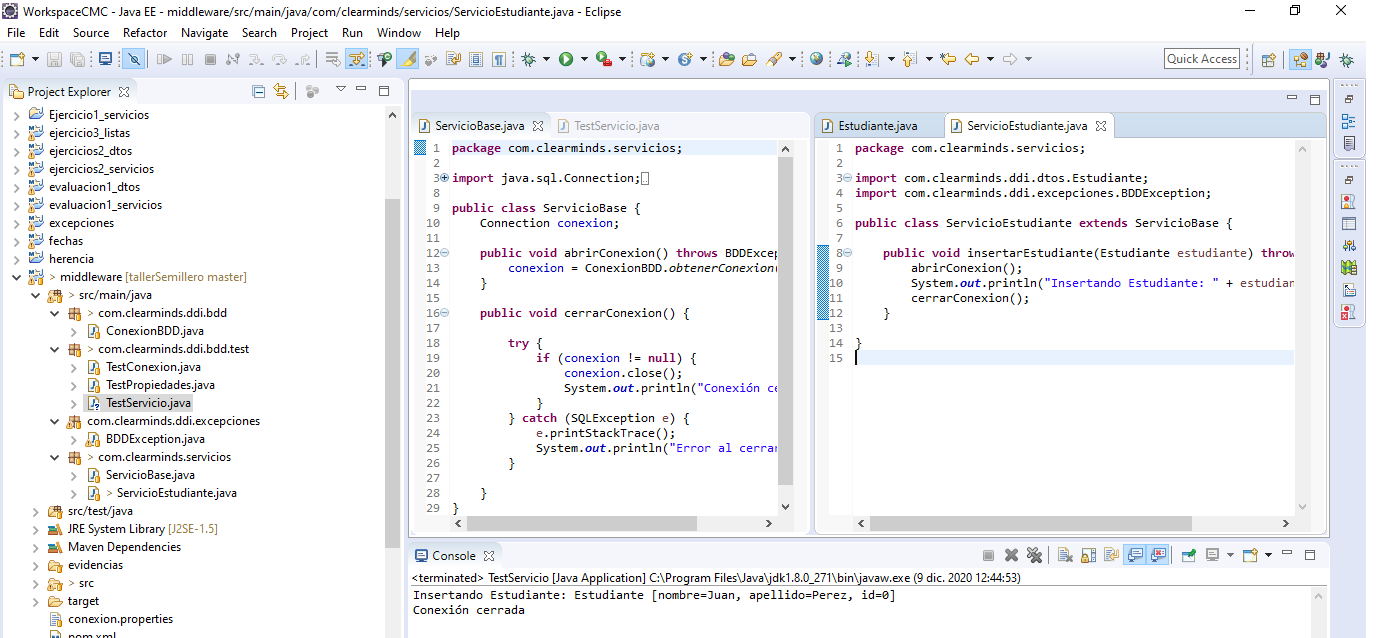 WorkspaceCMC - Java EE - middleware/src/main/java/com/clearminds/servicios/ServicioEstudiante.java - Eclipse
File Edit Source Refactor Navigate Search Project Run Window Help
Quick Access
Project Explorer
Ejercicio1_servicios
ejercicio3_listas
ejercicios2_dtos
ejercicios2_servicios
evaluacion1_dtos
evaluacion1_servicios
excepciones
fechas
herencia
> middleware [tallerSemillero master]
> src/main/java
> com.clearminds.ddi.bdd
ConexionBDD.java
> com.clearminds.ddi.bdd.test
TestConexion.java
TestPropiedades.java
TestServicio.java
com.clearminds.ddi.excepciones
BDDException.java
> com.clearminds.servicios
ServicioBase.java
> ServicioEstudiante.java
src/test/java
JRE System Library [J2SE-1.5]
Maven Dependencies
evidencias
> src
target
conexion.properties
pom.xml
ServicioBase.java TestServicio.java
1 package com.clearminds.servicios;
2
3 import java.sql.Connection;
8
9 public class ServicioBase {
10 Connection conexion;
11
12 public void abrirConexion() throws BDDExcep
13 conexion = ConexionBDD.obtenerConexion(
14 }
15
16 public void cerrarConexion() {
17
18 try {
19 if (conexion != null) {
20 conexion.close();
21 System.out.println("Conexión ce
22 }
23 } catch (SQLException e) {
24 e.printStackTrace();
25 System.out.println("Error al cerrar
26 }
27
28 }
29 }
Estudiante.java ServicioEstudiante.java
1 package com.clearminds.servicios;
2
3 import com.clearminds.ddi.dtos.Estudiante;
4 import com.clearminds.ddi.excepciones.BDDException;
5
6 public class ServicioEstudiante extends ServicioBase {
7
8 public void insertarEstudiante(Estudiante estudiante) throw
9 abrirConexion();
10 System.out.println("Insertando Estudiante: " + estudian
11 cerrarConexion();
12 }
13
14 }
15
Console
<terminated> TestServicio [Java Application] C:\Program Files\Java\jdk1.8.0_271\bin\javaw.exe (9 dic. 2020 12:44:53)
Insertando Estudiante: Estudiante [nombre=Juan, apellido=Perez, id=0]
Conexión cerrada